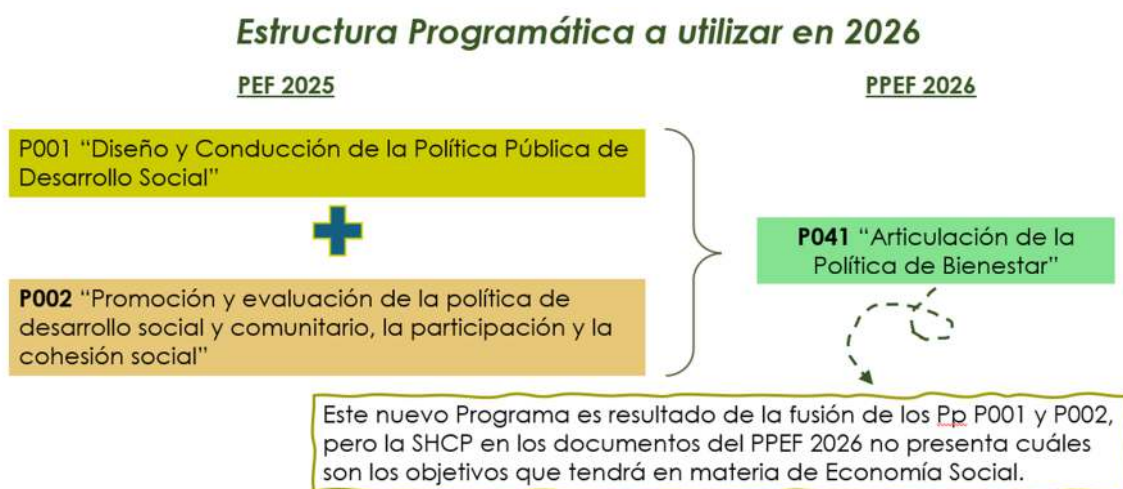 Estructura Programática a utilizar en 2026
PEF 2025
PPEF 2026
P001 “Diseño y Conducción de la Política Pública de
Desarrollo Social”
P002 “Promoción y evaluación de la política de
desarrollo social y comunitario, la participación y la
cohesión social”
P041 “Articulación de la
Política de Bienestar”
Este nuevo Programa es resultado de la fusión de los Pp P001 y P002,
pero la SHCP en los documentos del PPEF 2026 no presenta cuáles
son los objetivos que tendrá en materia de Economía Social.